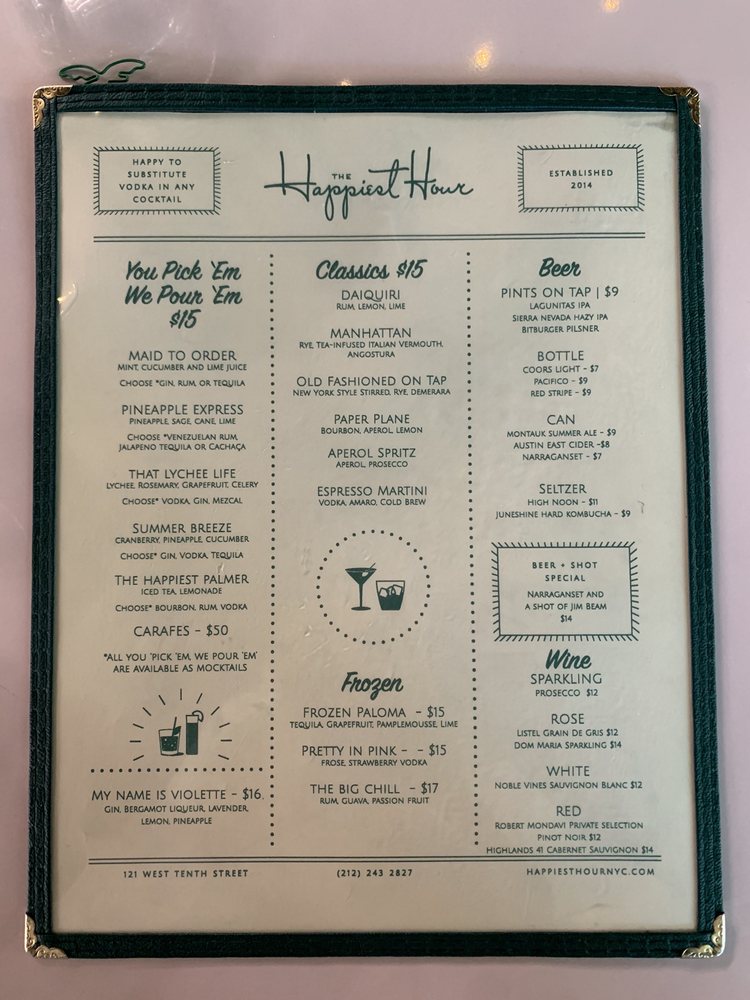 HAPPY TO
SUBSTITUTE
VODKA IN ANY
COCKTAIL
THE
Happiest Hour
ESTABLISHED
2014
You Pick 'Em
We Pour 'Em
$15
MAID TO ORDER
MINT, CUCUMBER AND LIME JUICE
CHOOSE *GIN, RUM, OR TEQUILA
PINEAPPLE EXPRESS
PINEAPPLE, SAGE, CANE, LIME
CHOOSE *VENEZUELAN RUM,
JALAPENO TEQUILA OR CACHAÇA
THAT LYCHEE LIFE
LYCHEE, ROSEMARY, GRAPEFRUIT, CELERY
CHOOSE* VODKA, GIN, MEZCAL
SUMMER BREEZE
CRANBERRY, PINEAPPLE, CUCUMBER
CHOOSE* GIN, VODKA, TEQUILA
THE HAPPIEST PALMER
ICED TEA, LEMONADE
CHOOSE* BOURBON, RUM, VODKA
CARAFES - $50
*ALL YOU 'PICK 'EM, WE POUR 'EM'
ARE AVAILABLE AS MOCKTAILS
MY NAME IS VIOLETTE - $16.
GIN, BERGAMOT LIQUEUR, LAVENDER,
LEMON, PINEAPPLE
Classics $15
DAIQUIRI
RUM, LEMON, LIME
MANHATTAN
RYE, TEA-INFUSED ITALIAN VERMOUTH,
ANGOSTURA
OLD FASHIONED ON TAP
NEW YORK STYLE STIRRED, RYE, DEMERARA
PAPER PLANE
BOURBON, APEROL, LEMON
APEROL SPRITZ
APEROL, PROSECCO
ESPRESSO MARTINI
VODKA, AMARO, COLD BREW
Frozen
FROZEN PALOMA - $15
TEQUILA, GRAPEFRUIT, PAMPLEMOUSSE, LIME
PRETTY IN PINK - - $15
FROSE, STRAWBERRY VODKA
THE BIG CHILL - $17
RUM, GUAVA, PASSION FRUIT
Beer
PINTS ON TAP | $9
LAGUNITAS IPA
SIERRA NEVADA HAZY IPA
BITBURGER PILSNER
BOTTLE
COORS LIGHT - $7
PACIFICO - $9
RED STRIPE - $9
CAN
MONTAUK SUMMER ALE - $9
AUSTIN EAST CIDER -$8
NARRAGANSET - $7
SELTZER
HIGH NOON - $11
JUNESHINE HARD KOMBUCHA - $9
BEER + SHOT
SPECIAL
NARRAGANSET AND
A SHOT OF JIM BEAM
$14
Wine
SPARKLING
PROSECCO $12
ROSE
LISTEL GRAIN DE GRIS $12
DOM MARIA SPARKLING $14
WHITE
NOBLE VINES SAUVIGNON BLANC $12
RED
ROBERT MONDAVI PRIVATE SELECTION
PINOT NOIR $12
HIGHLANDS 41 CABERNET SAUVIGNON $14
121 WEST TENTH STREET
(212) 243 2827
HAPPIESTHOURNYC.COM